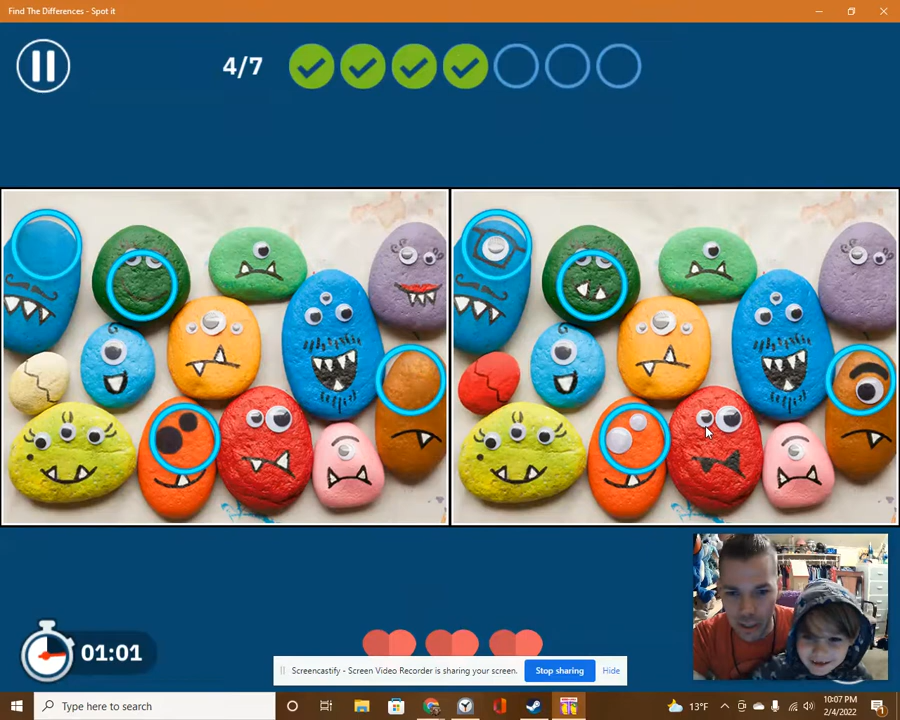 Find The Differences - Spot it
4/7
01:01
Screencastify - Screen Video Recorder is sharing your screen.
Stop sharing
Hide
Type here to search
13°F
10:07 PM
2/4/2022
1